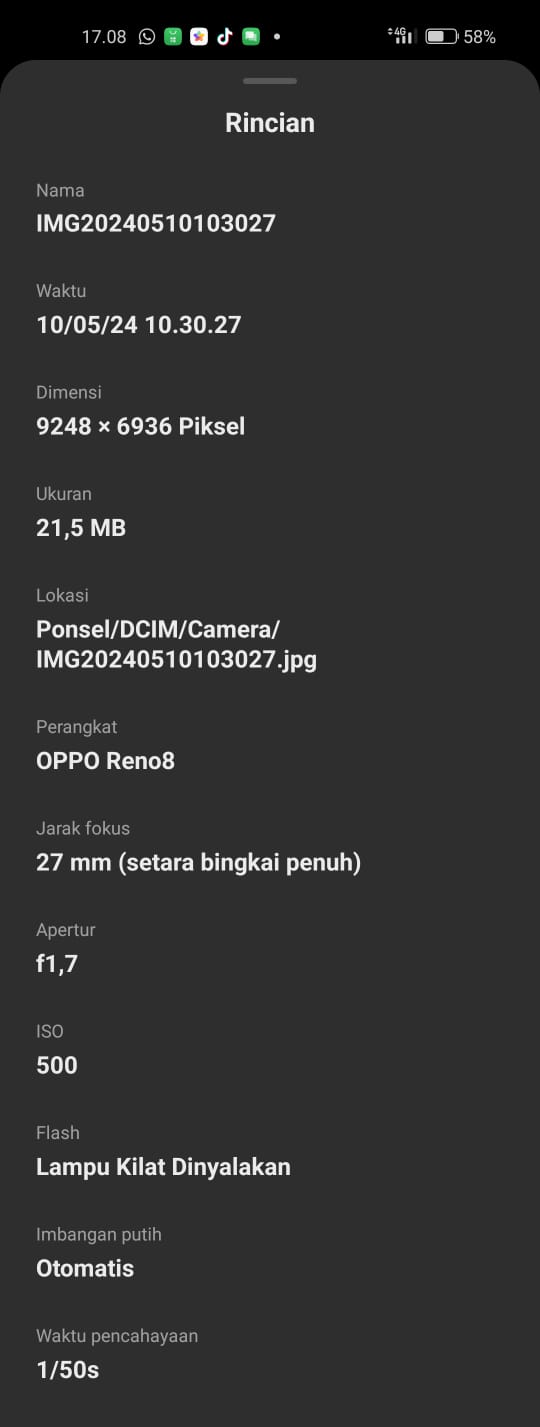 17.08 4G 58%
Rincian
Nama
IMG20240510103027
Waktu
10/05/24 10.30.27
Dimensi
9248 × 6936 Piksel
Ukuran
21,5 MB
Lokasi
Ponsel/DCIM/Camera/
IMG20240510103027.jpg
Perangkat
OPPO Reno8
Jarak fokus
27 mm (setara bingkai penuh)
Apertur
f1,7
ISO
500
Flash
Lampu Kilat Dinyalakan
Imbangan putih
Otomatis
Waktu pencahayaan
1/50s